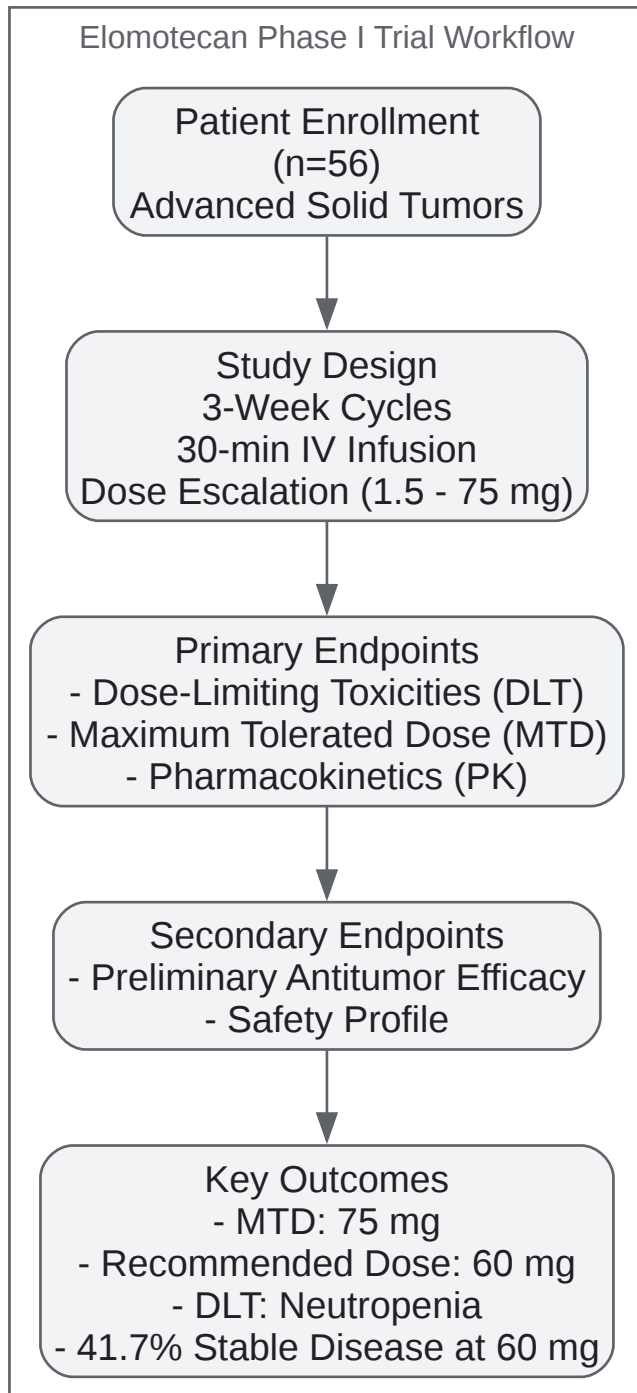 Elomotecan Phase I Trial Workflow
Patient Enrollment
(n=56)
Advanced Solid Tumors
Study Design
3-Week Cycles
30-min IV Infusion
Dose Escalation (1.5 - 75 mg)
Primary Endpoints
- Dose-Limiting Toxicities (DLT)
- Maximum Tolerated Dose (MTD)
- Pharmacokinetics (PK)
Secondary Endpoints
- Preliminary Antitumor Efficacy
- Safety Profile
Key Outcomes
- MTD: 75 mg
- Recommended Dose: 60 mg
- DLT: Neutropenia
- 41.7% Stable Disease at 60 mg